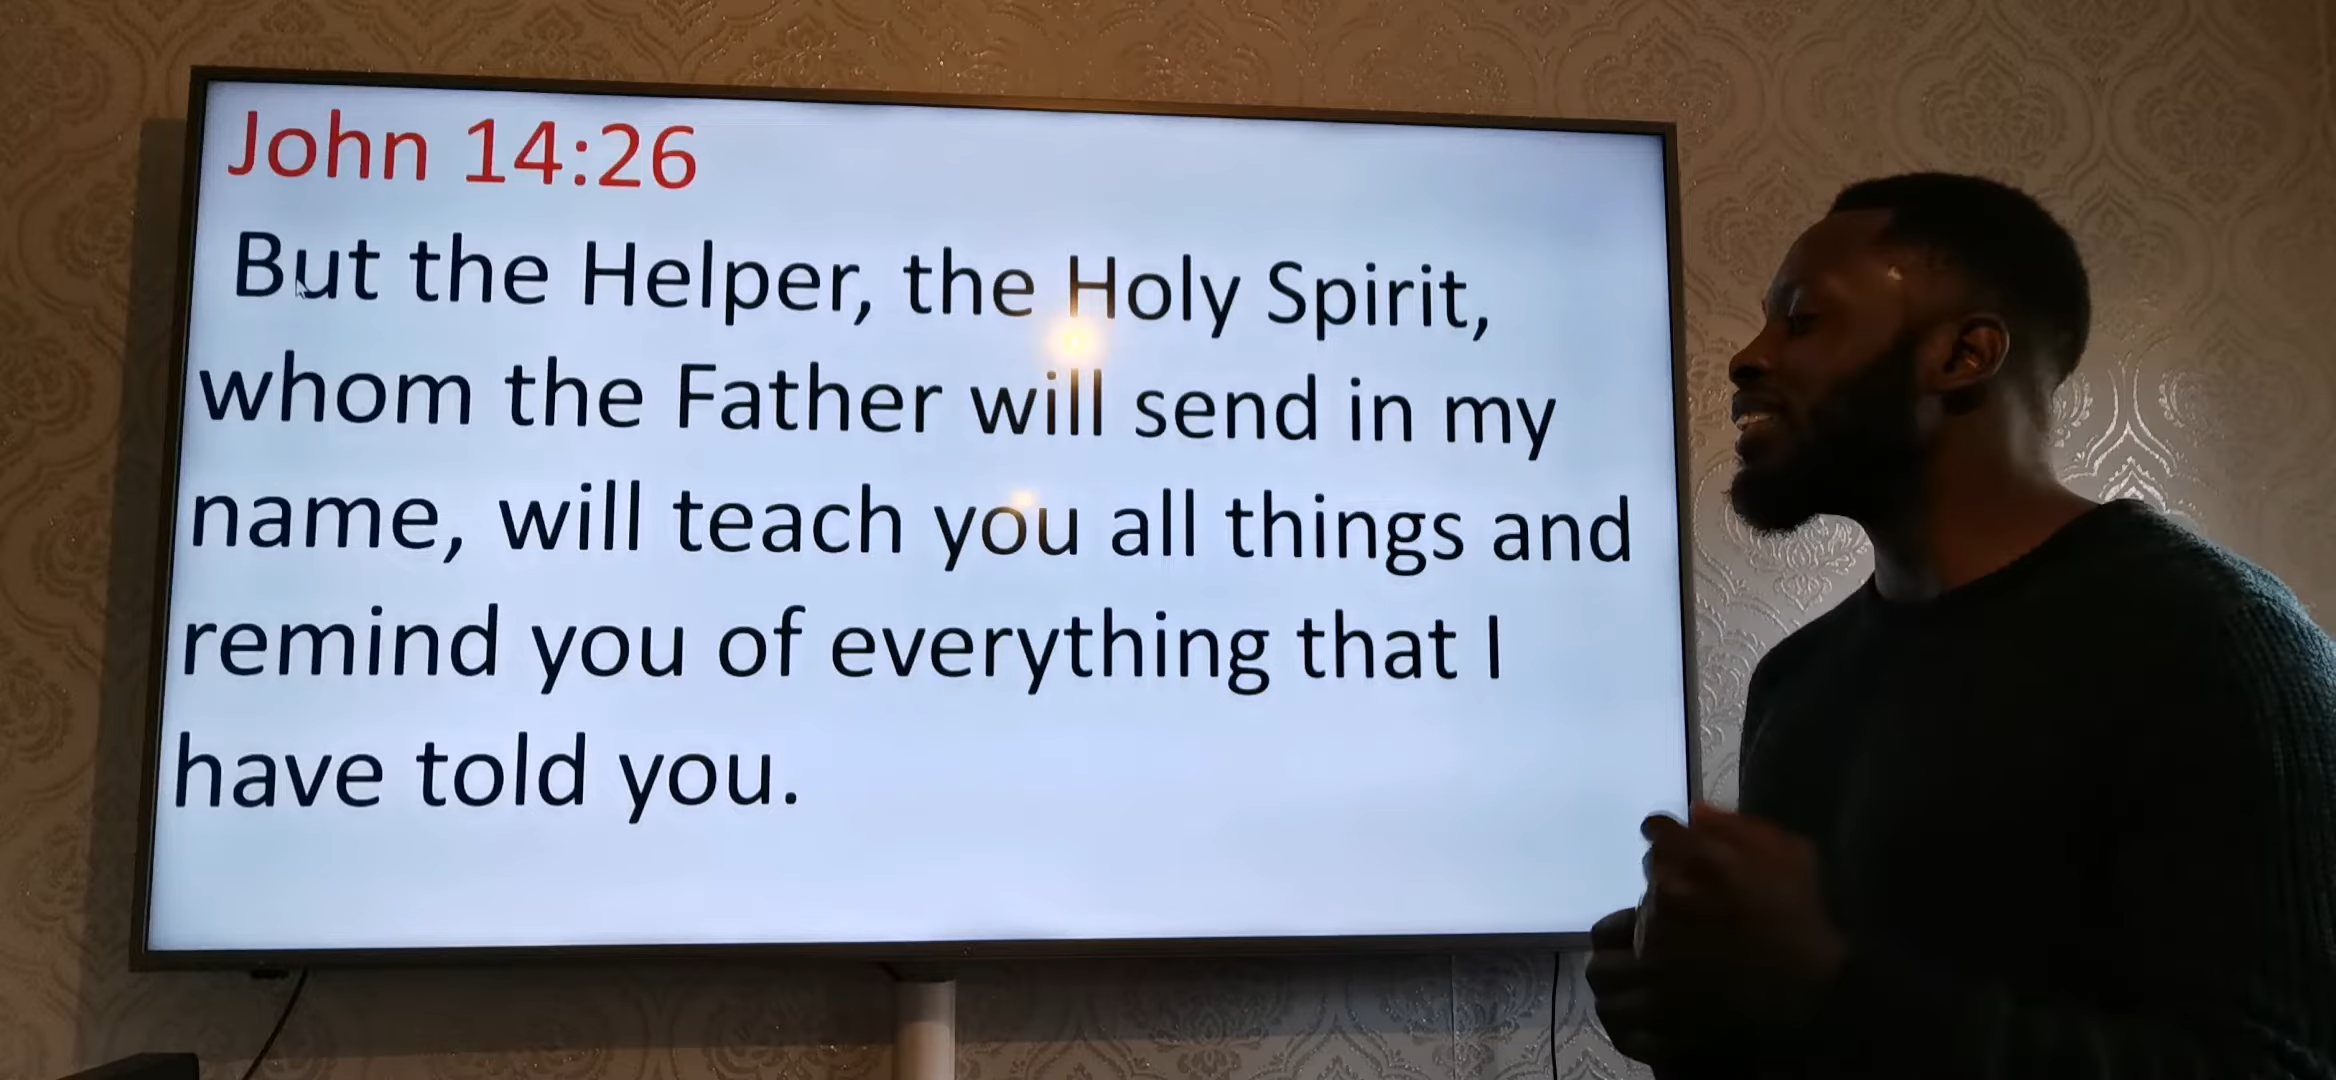 John 14:26
But the Helper, the Holy Spirit,
whom the Father will send in my
name, will teach you all things and
remind you of everything that I
have told you.